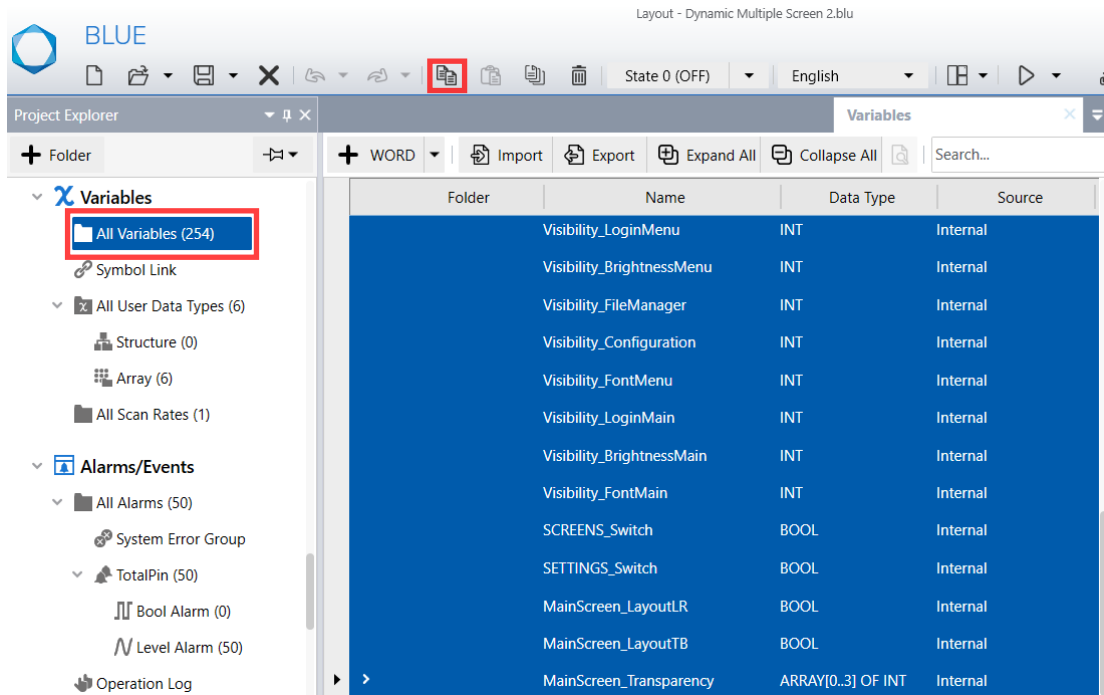 Layout - Dynamic Multiple Screen 2.blu
BLUE
State 0 (OFF)
English
Project Explorer
Variables
Folder
WORD
Import
Export
Expand All
Collapse All
Search...
Variables
All Variables (254)
Symbol Link
All User Data Types (6)
Structure (0)
Array (6)
All Scan Rates (1)
Alarms/Events
All Alarms (50)
System Error Group
TotalPin (50)
Bool Alarm (0)
Level Alarm (50)
Operation Log
Folder Name Data Type Source
Visibility_LoginMenu INT Internal
Visibility_BrightnessMenu INT Internal
Visibility_FileManager INT Internal
Visibility_Configuration INT Internal
Visibility_FontMenu INT Internal
Visibility_LoginMain INT Internal
Visibility_BrightnessMain INT Internal
Visibility_FontMain INT Internal
SCREENS_Switch BOOL Internal
SETTINGS_Switch BOOL Internal
MainScreen_LayoutLR BOOL Internal
MainScreen_LayoutTB BOOL Internal
MainScreen_Transparency ARRAY[0..3] OF INT Internal